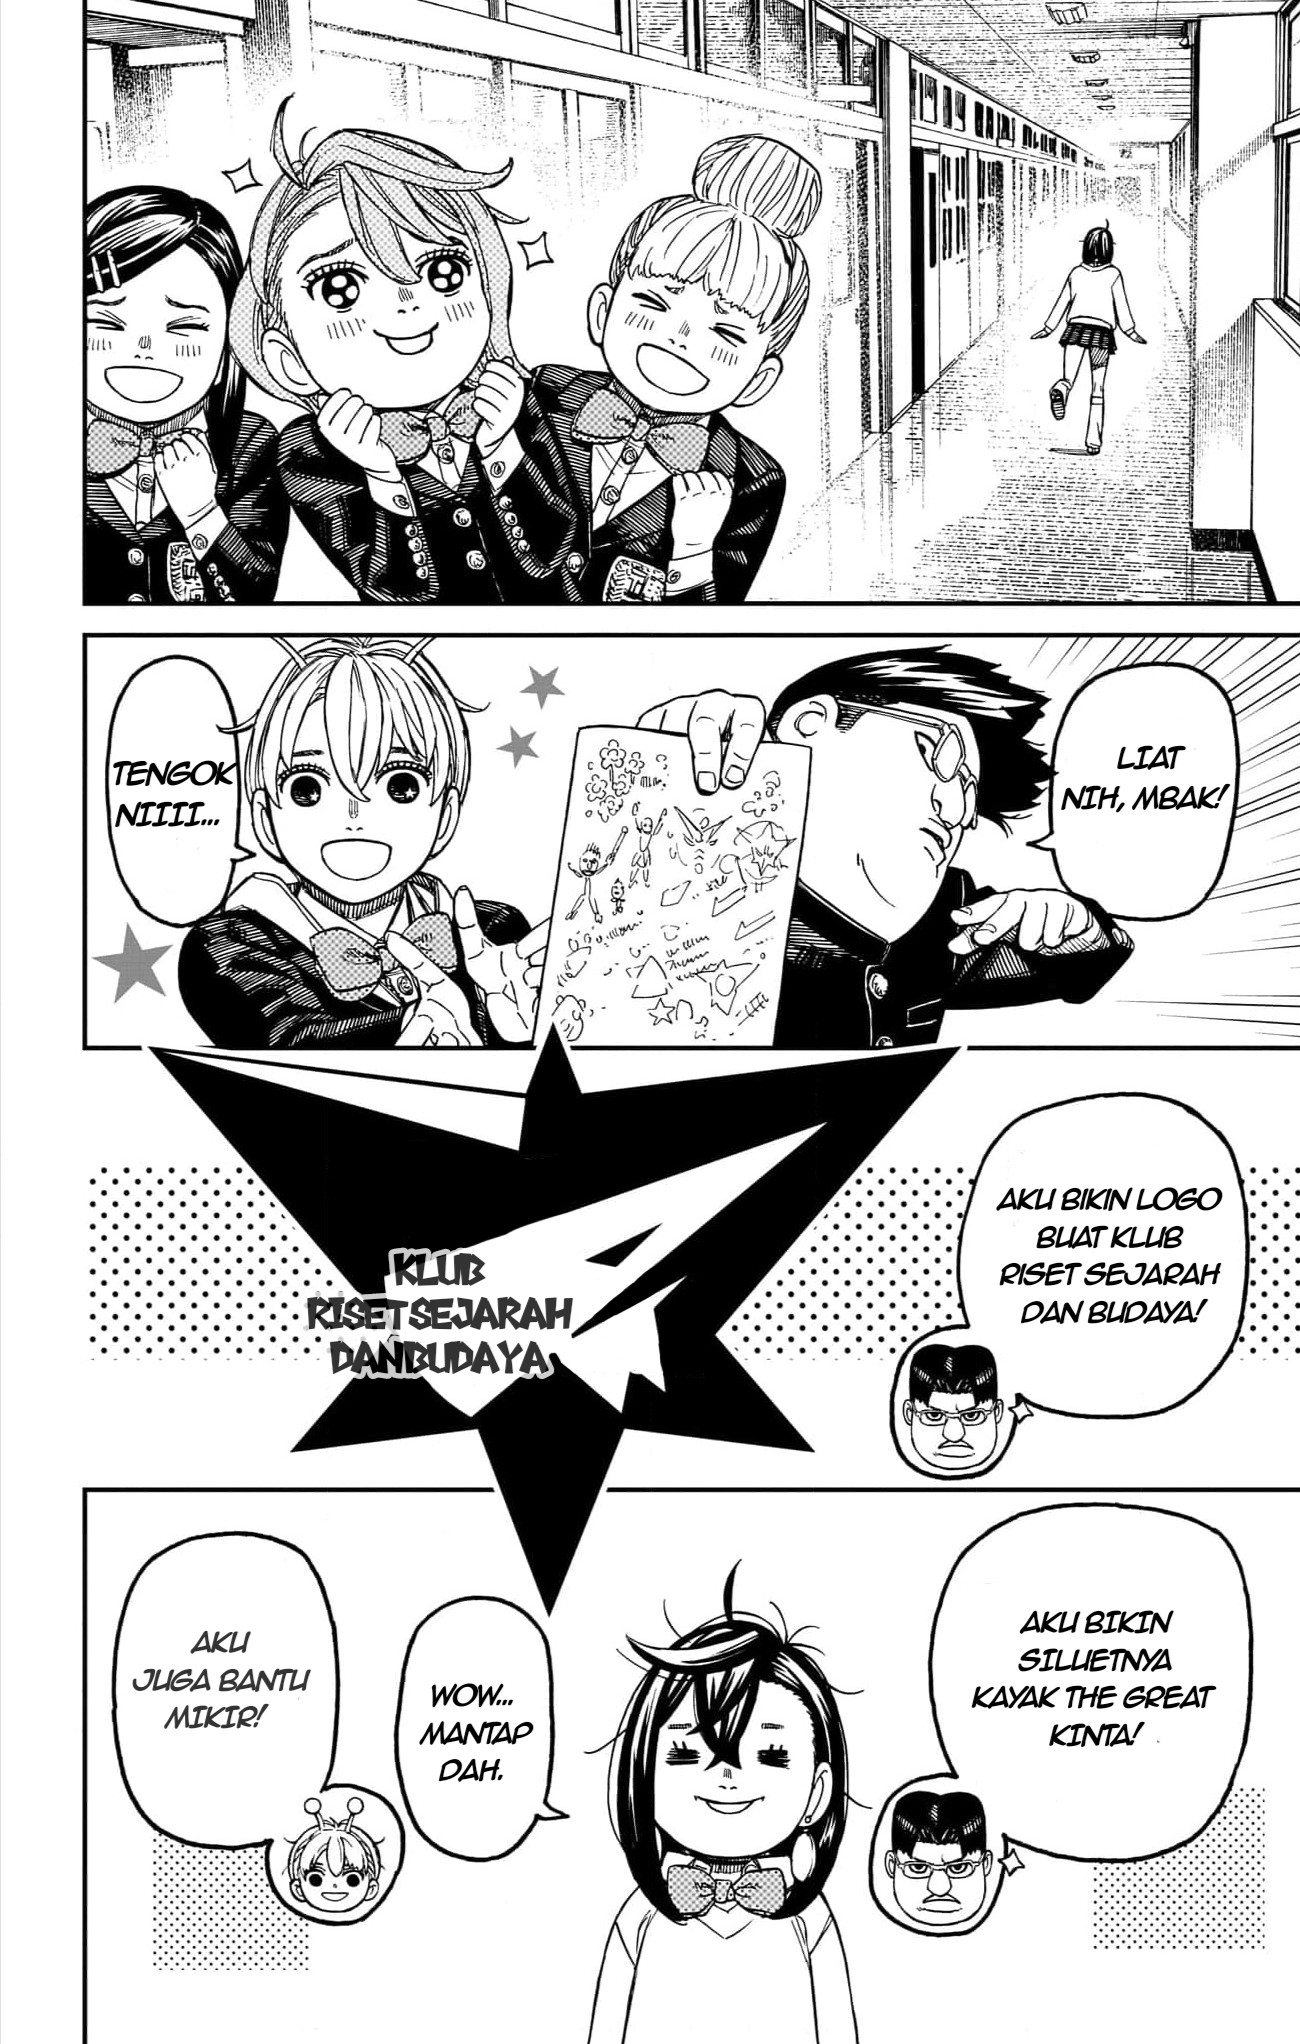 LIAT
NIH, MBAK!
TENGOK
NIIII...
AKU BIKIN LOGO
BUAT KLUB
RISET SEJARAH
DAN BUDAYA!
KLUB
RISET SEJARAH
DAN BUDAYA
AKU BIKIN
SILUETNYA
KAYAK THE GREAT
KINTA!
WOW...
MANTAP
DAH.
AKU
JUGA BANTU
MIKIR!